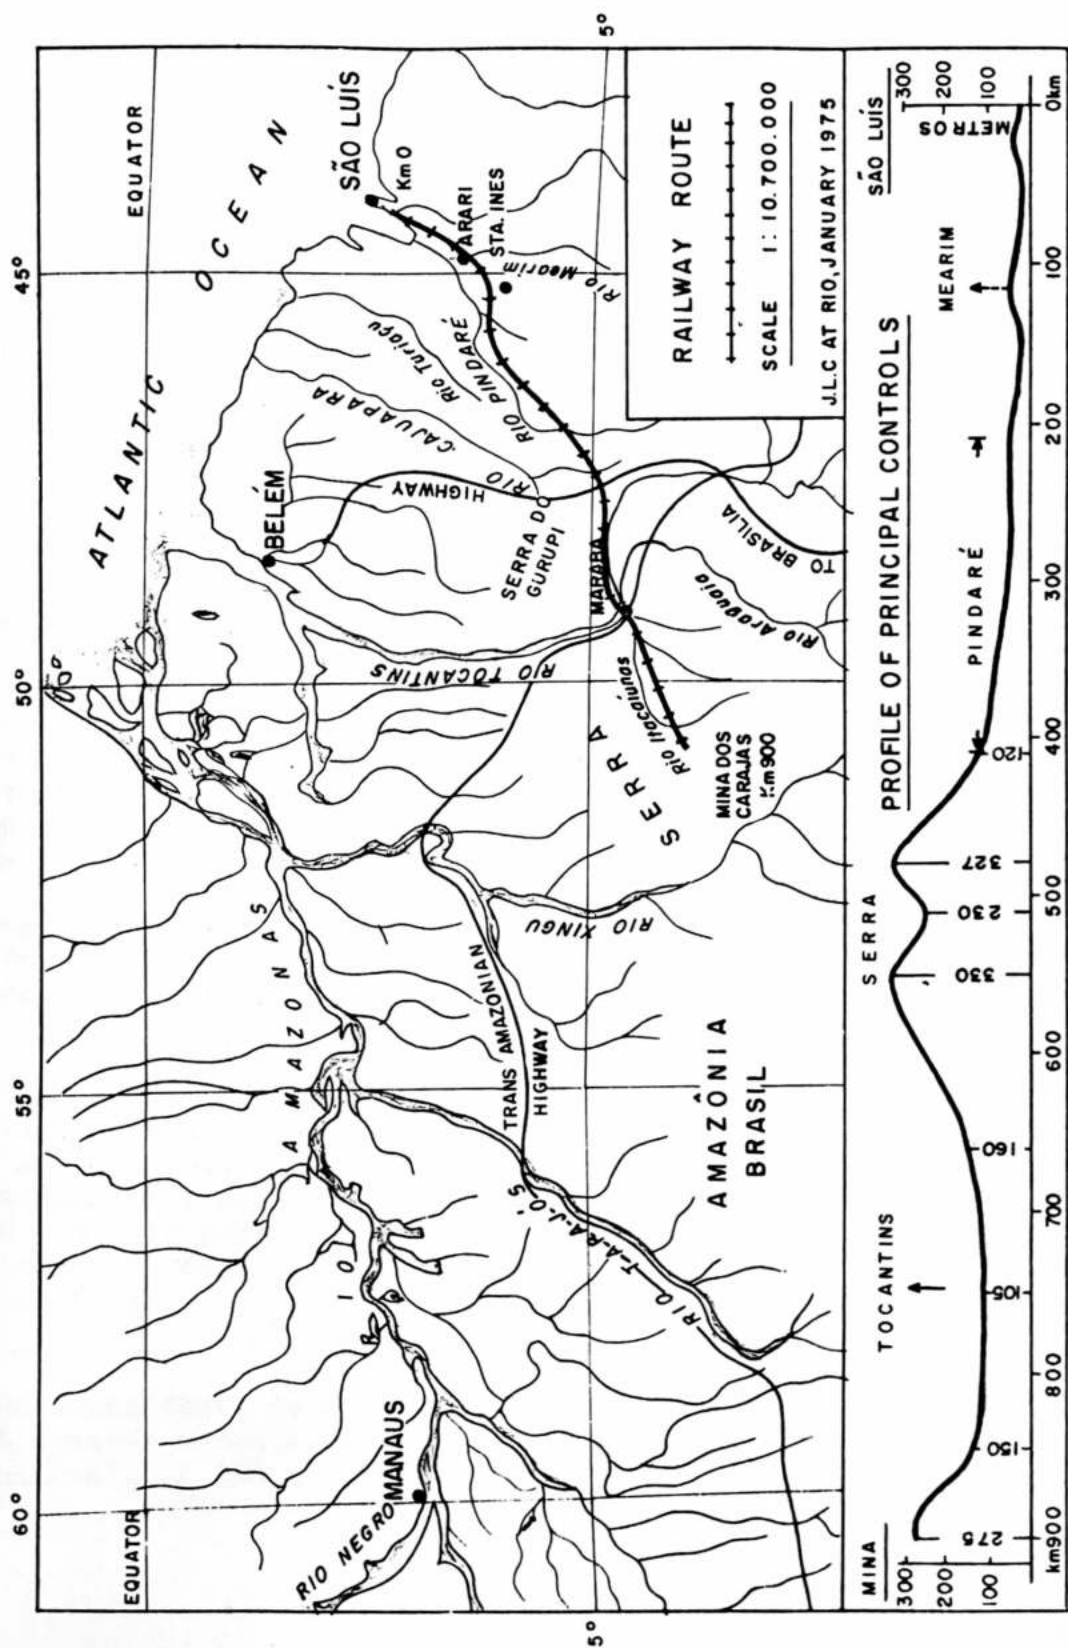 60°
55°
50°
45°
EQUATOR
EQUATOR
ATLANTIC
OCEAN
SÃO LUÍS
Km 0
ARARI
STA. INES
RIO Mearim
Rio Turiaçu
RIO PINDARÉ
RIO CAJUAPARA
BELÉM
HIGHWAY
SERRA DO
GURUPI
MARABA
TO BRASILIA
RIO Araguaia
RIO TOCANTINS
RIO Itacaiunas
SERRA
MINA DOS
CARAJAS
Km 900
RIO XINGU
TRANS AMAZONIAN
HIGHWAY
RIO AMAZONAS
RIO T-A-R-A-J-O'S
AMAZÔNIA
BRASIL
MANAUS
RIO NEGRO
5°
5°
RAILWAY ROUTE
SCALE 1:10.700.000
J.L.C AT RIO, JANUARY 1975
PROFILE OF PRINCIPAL CONTROLS
MINA
TOCANTINS
SERRA
PINDARÉ
MEARIM
SÃO LUÍS
300
200
100
300
200
100
METROS
275
150
105
160
330
230
327
120
km900
800
700
600
500
400
300
200
100
0km